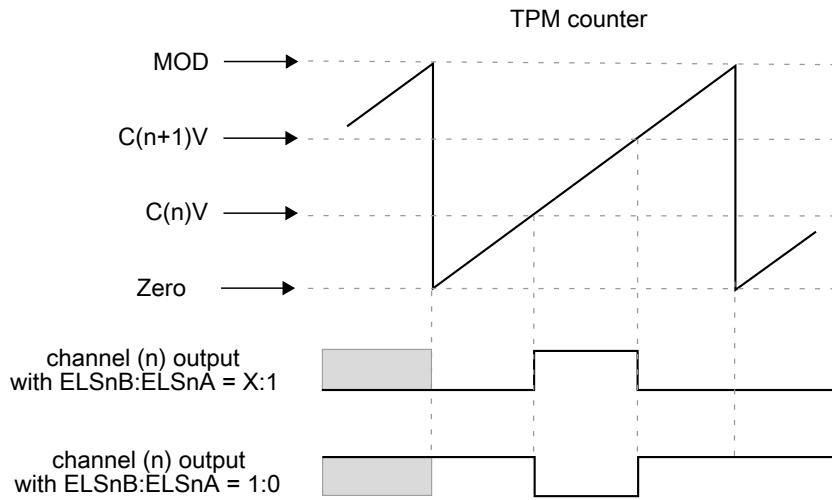 TPM counter
MOD
C(n+1)V
C(n)V
Zero
channel (n) output
with ELSnB:ELSnA = X:1
channel (n) output
with ELSnB:ELSnA = 1:0